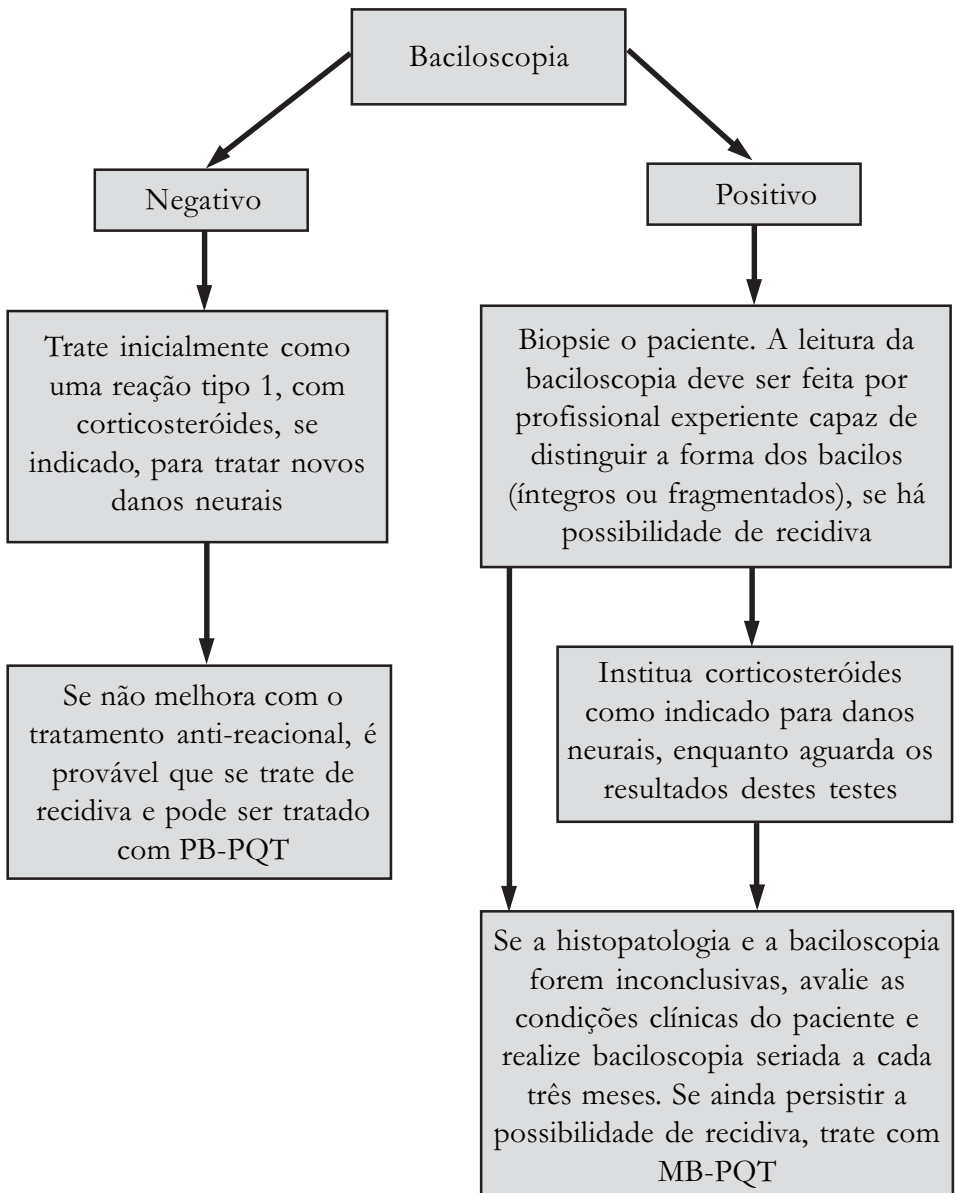 Baciloscopia
Negativo
Positivo
Trate inicialmente como
uma reação tipo 1, com
corticosteróides, se
indicado, para tratar novos
danos neurais
Biopsie o paciente. A leitura da
baciloscopia deve ser feita por
profissional experiente capaz de
distinguir a forma dos bacilos
(íntegros ou fragmentados), se há
possibilidade de recidiva
Se não melhora com o
tratamento anti-reacional, é
provável que se trate de
recidiva e pode ser tratado
com PB-PQT
Institua corticosteróides
como indicado para danos
neurais, enquanto aguarda os
resultados destes testes
Se a histopatologia e a baciloscopia
forem inconclusivas, avalie as
condições clínicas do paciente e
realize baciloscopia seriada a cada
três meses. Se ainda persistir a
possibilidade de recidiva, trate com
MB-PQT